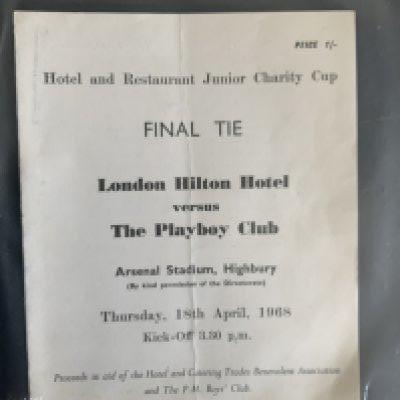 PRICE 1/-
Hotel and Restaurant Junior Charity Cup
FINAL TIE
London Hilton Hotel
versus
The Playboy Club
Arsenal Stadium, Highbury
(By kind permission of the Directors)
Thursday, 18th April, 1968
Kick-Off 3.30 p.m.
Proceeds in aid of the Hotel and Catering Trades Benevolent Association
and The P.M. Boys' Club